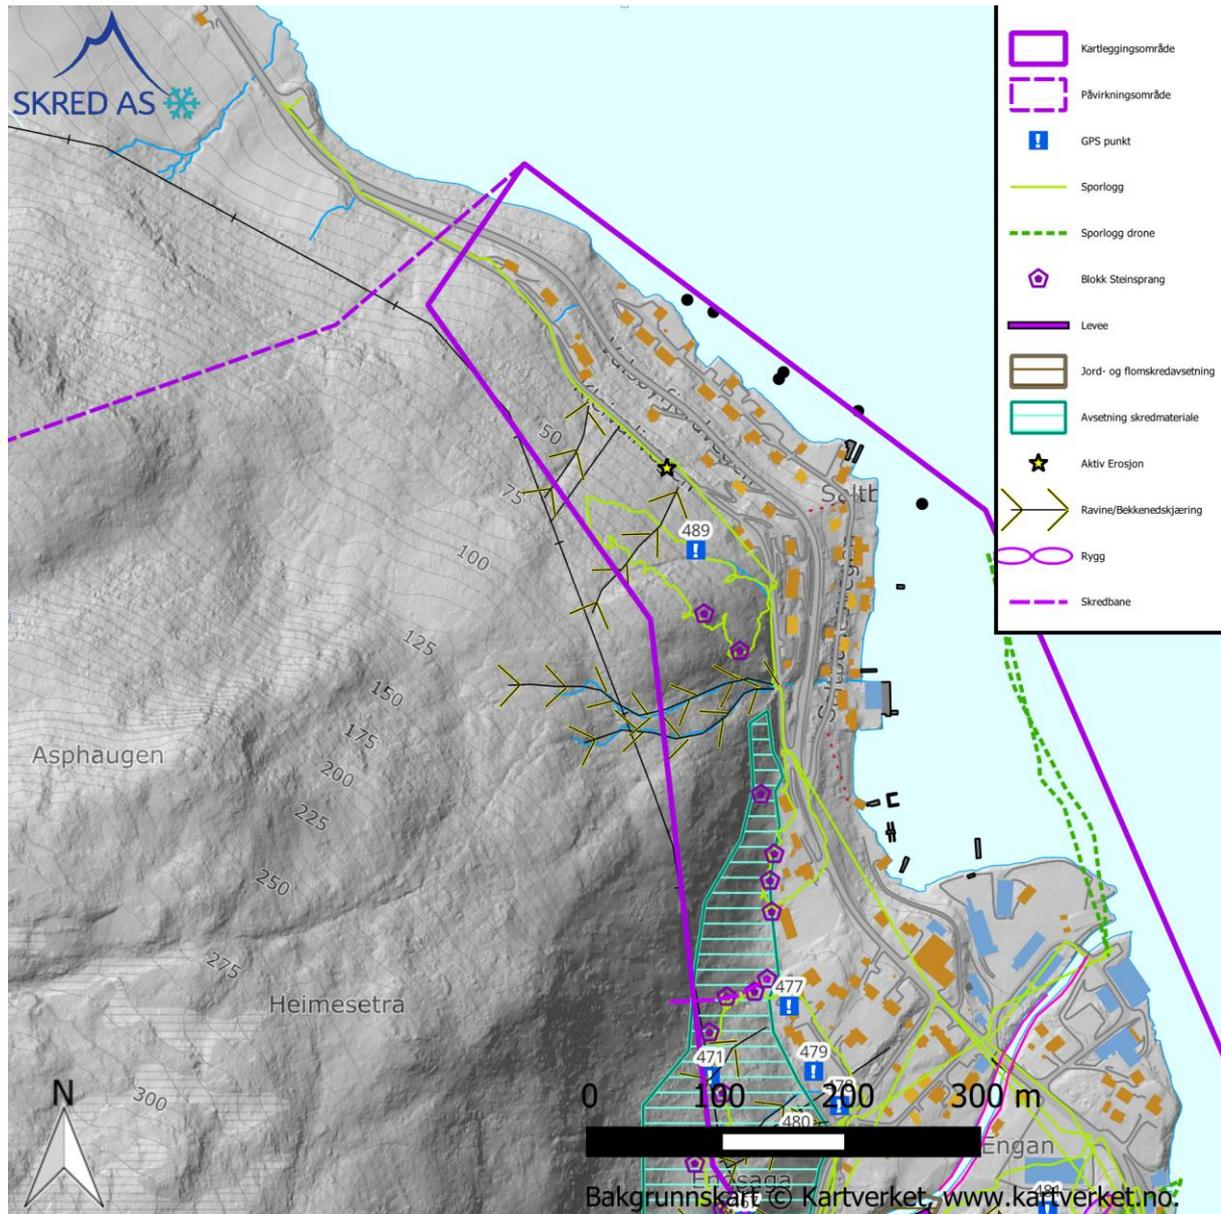 SKRED AS
Kartleggingsområde
Påvirkningsområde
GPS punkt
Sporlogg
Sporlogg drone
Blokk Steinsprang
Levee
Jord- og flomskredavsetning
Avsetning skredmateriale
Aktiv Erosjon
Ravine/Bekkenedskjæring
Rygg
Skredbane
50
75
100
125
150
175
200
225
250
275
300
489
Asphaugen
Heimesetra
477
471
479
480
481
Engan
N
0 100 200 300 m
Bakgrunnskart © Kartverket, www.kartverket.no.